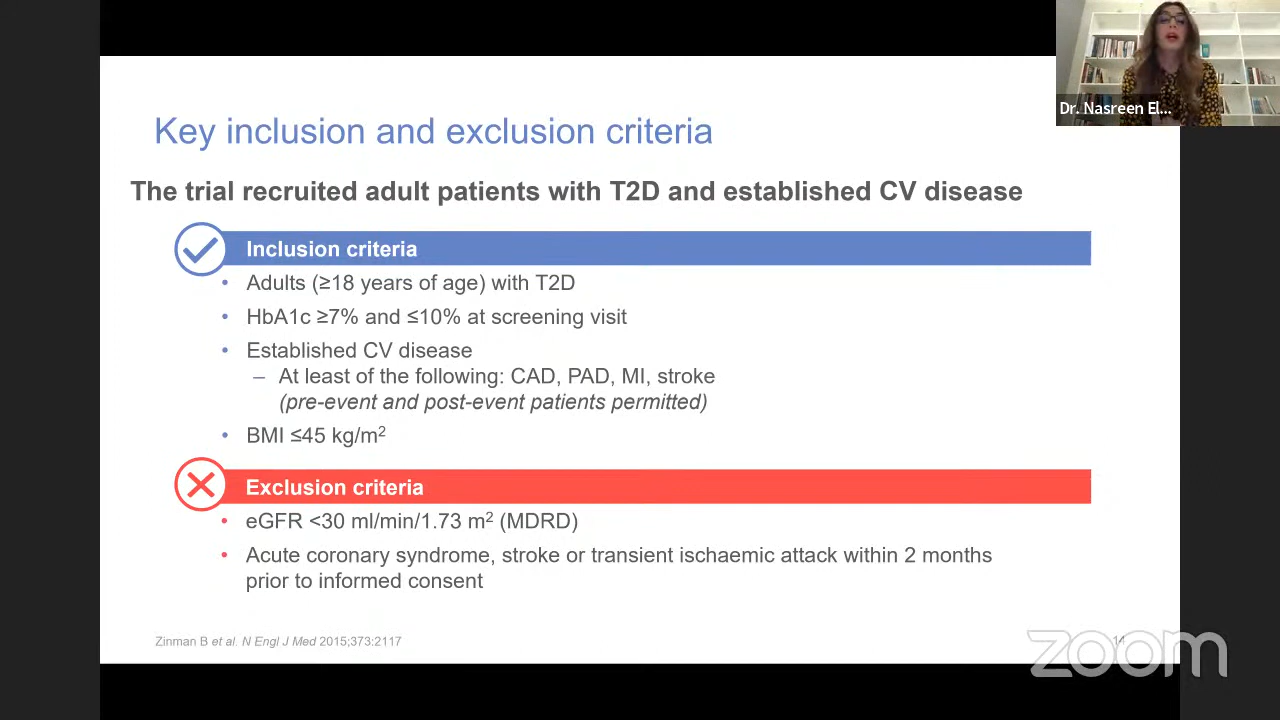 Dr. Nasreen El...
Key inclusion and exclusion criteria
The trial recruited adult patients with T2D and established CV disease
Inclusion criteria
• Adults (≥18 years of age) with T2D
• HbA1c ≥7% and ≤10% at screening visit
• Established CV disease
– At least of the following: CAD, PAD, MI, stroke
(pre-event and post-event patients permitted)
• BMI ≤45 kg/m²
Exclusion criteria
• eGFR <30 ml/min/1.73 m² (MDRD)
• Acute coronary syndrome, stroke or transient ischaemic attack within 2 months
prior to informed consent
Zinman B et al. N Engl J Med 2015;373:2117
14
zoom